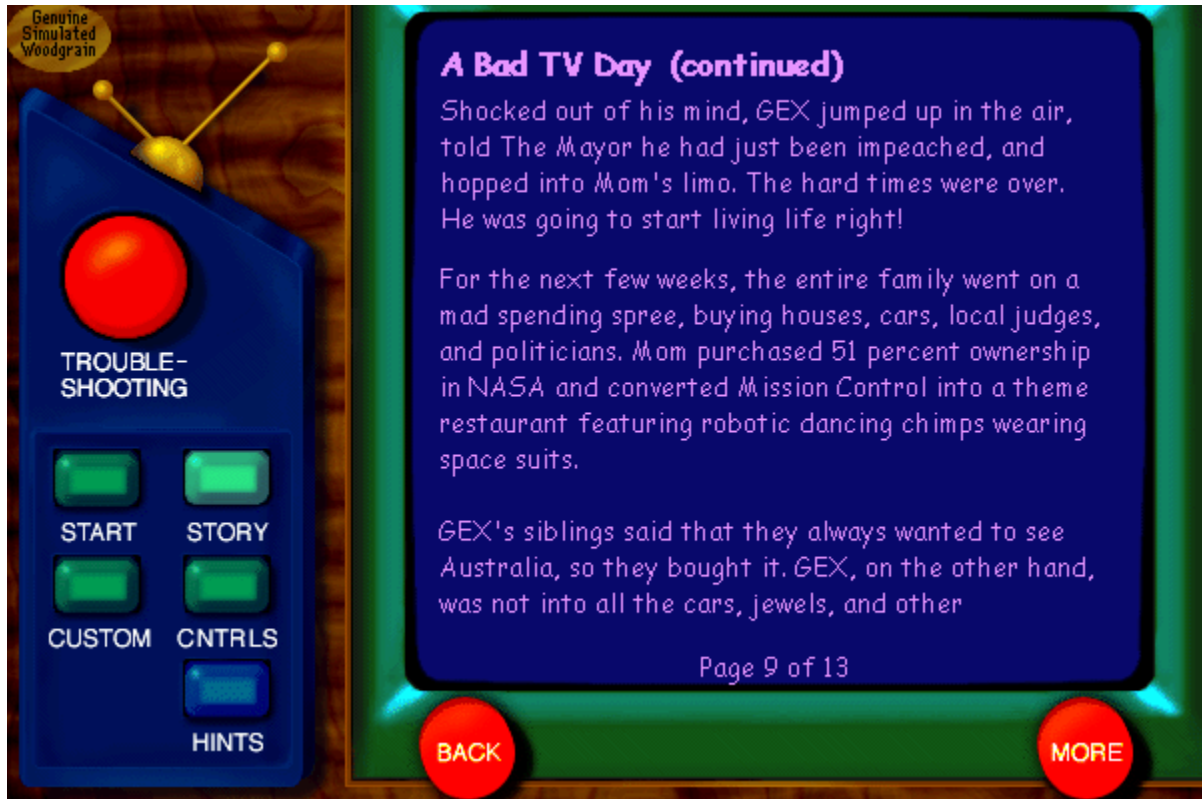 Genuine
Simulated
Woodgrain
TROUBLE-
SHOOTING
START
STORY
CUSTOM
CNTRLS
HINTS
A Bad TV Day (continued)
Shocked out of his mind, GEX jumped up in the air,
told The Mayor he had just been impeached, and
hopped into Mom's limo. The hard times were over.
He was going to start living life right!
For the next few weeks, the entire family went on a
mad spending spree, buying houses, cars, local judges,
and politicians. Mom purchased 51 percent ownership
in NASA and converted Mission Control into a theme
restaurant featuring robotic dancing chimps wearing
space suits.
GEX's siblings said that they always wanted to see
Australia, so they bought it. GEX, on the other hand,
was not into all the cars, jewels, and other
Page 9 of 13
BACK
MORE